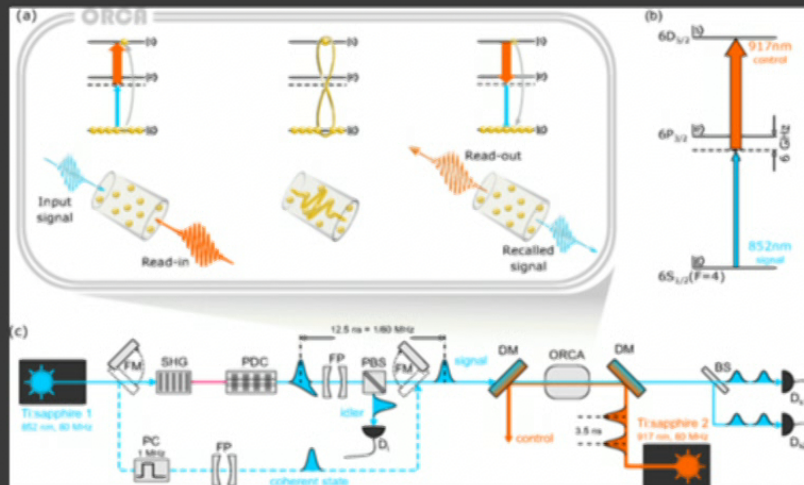 (a)
ORCA
Input
signal
Read-in
Read-out
Recalled
signal
(b)
6D5/2
917nm
control
6P3/2
6 GHz
852nm
signal
6S1/2(F=4)
(c)
12.5 ns = 1/80 MHz
FM
SHG
PDC
FP
PBS
FM
signal
DM
ORCA
DM
BS
Ti:sapphire 1
852 nm, 80 MHz
idler
Di
PC
1 MHz
FP
coherent state
control
3.5 ns
Ti:sapphire 2
917 nm, 80 MHz